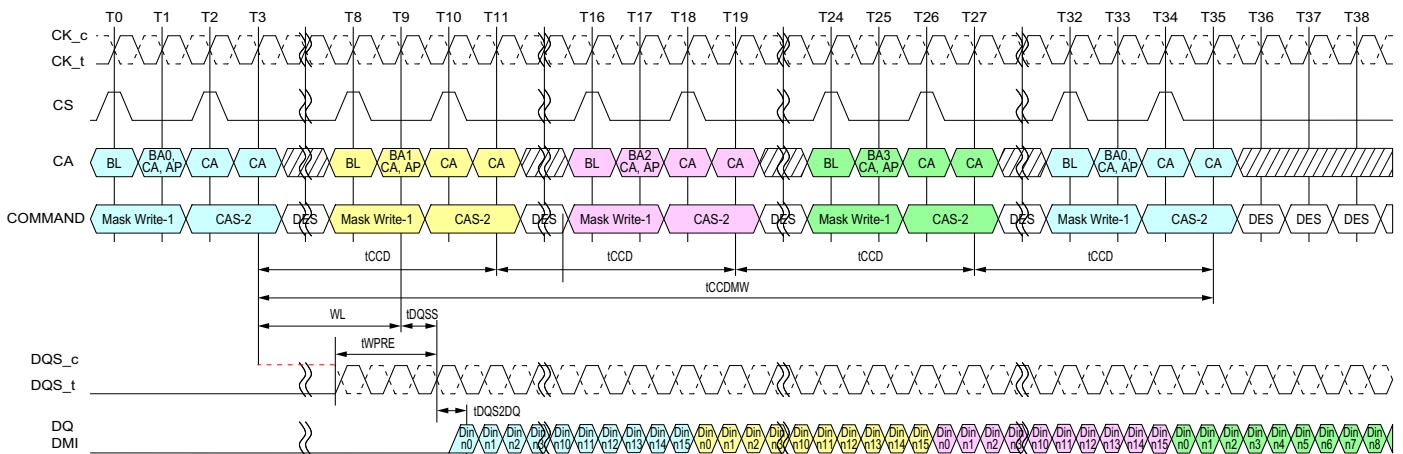 T0 T1 T2 T3 T8 T9 T10 T11 T16 T17 T18 T19 T24 T25 T26 T27 T32 T33 T34 T35 T36 T37 T38
CK_c
CK_t
CS
CA BL BA0, CA, AP CA CA BL BA1 CA, AP CA CA BL BA2 CA, AP CA CA BL BA3 CA, AP CA CA BL BA0, CA, AP CA CA
COMMAND Mask Write-1 CAS-2 DES Mask Write-1 CAS-2 DES Mask Write-1 CAS-2 DES Mask Write-1 CAS-2 DES Mask Write-1 CAS-2 DES DES DES
tCCD tCCD tCCD tCCD
tCCDMW
WL tDQSS
tWPRE
DQS_c
DQS_t
tDQS2DQ
DQ Din Din Din Din Din Din Din Din Din Din Din Din Din Din Din Din Din Din Din Din Din Din Din Din Din Din Din Din Din Din Din Din Din Din Din Din Din Din Din
DMI n0 n1 n2 n10 n11 n12 n13 n14 n15 n0 n1 n2 n10 n11 n12 n13 n14 n15 n0 n1 n2 n10 n11 n12 n13 n14 n15 n0 n1 n2 n3 n4 n5 n6 n7 n8